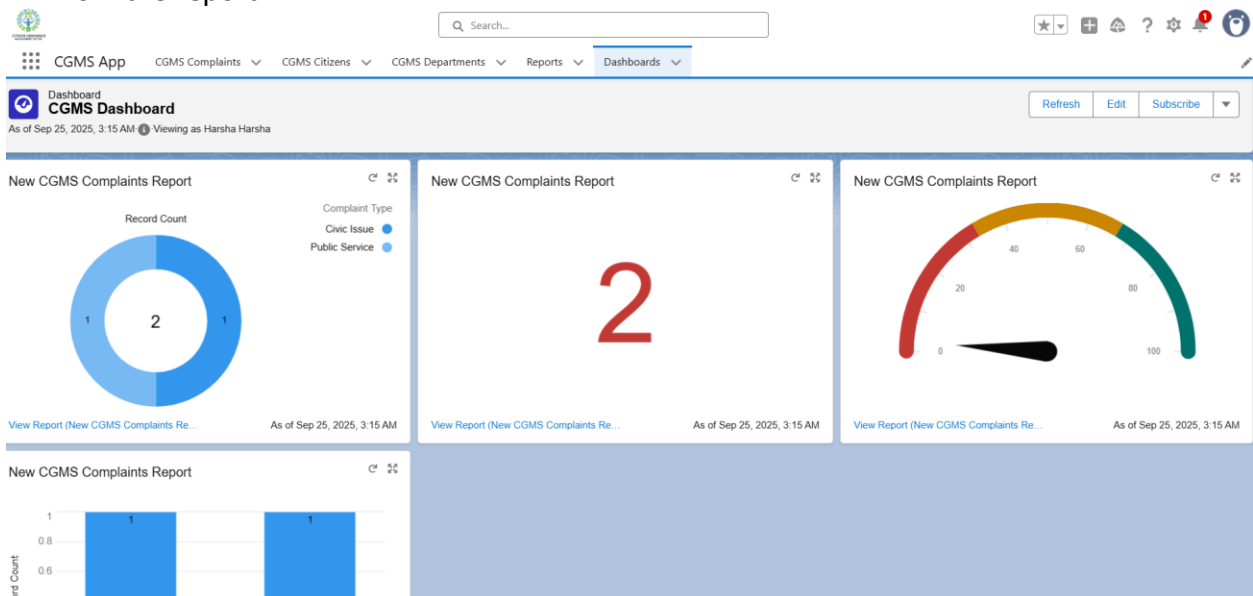 Search...
CGMS App CGMS Complaints CGMS Citizens CGMS Departments Reports Dashboards
Dashboard
CGMS Dashboard
As of Sep 25, 2025, 3:15 AM Viewing as Harsha Harsha
Refresh Edit Subscribe
1
New CGMS Complaints Report
Record Count
Complaint Type
Civic Issue
Public Service
1 2 1
View Report (New CGMS Complaints Re... As of Sep 25, 2025, 3:15 AM
New CGMS Complaints Report
2
View Report (New CGMS Complaints Re... As of Sep 25, 2025, 3:15 AM
New CGMS Complaints Report
40 60
20 80
0 100
View Report (New CGMS Complaints Re... As of Sep 25, 2025, 3:15 AM
New CGMS Complaints Report
1 1 1
0.8
0.6